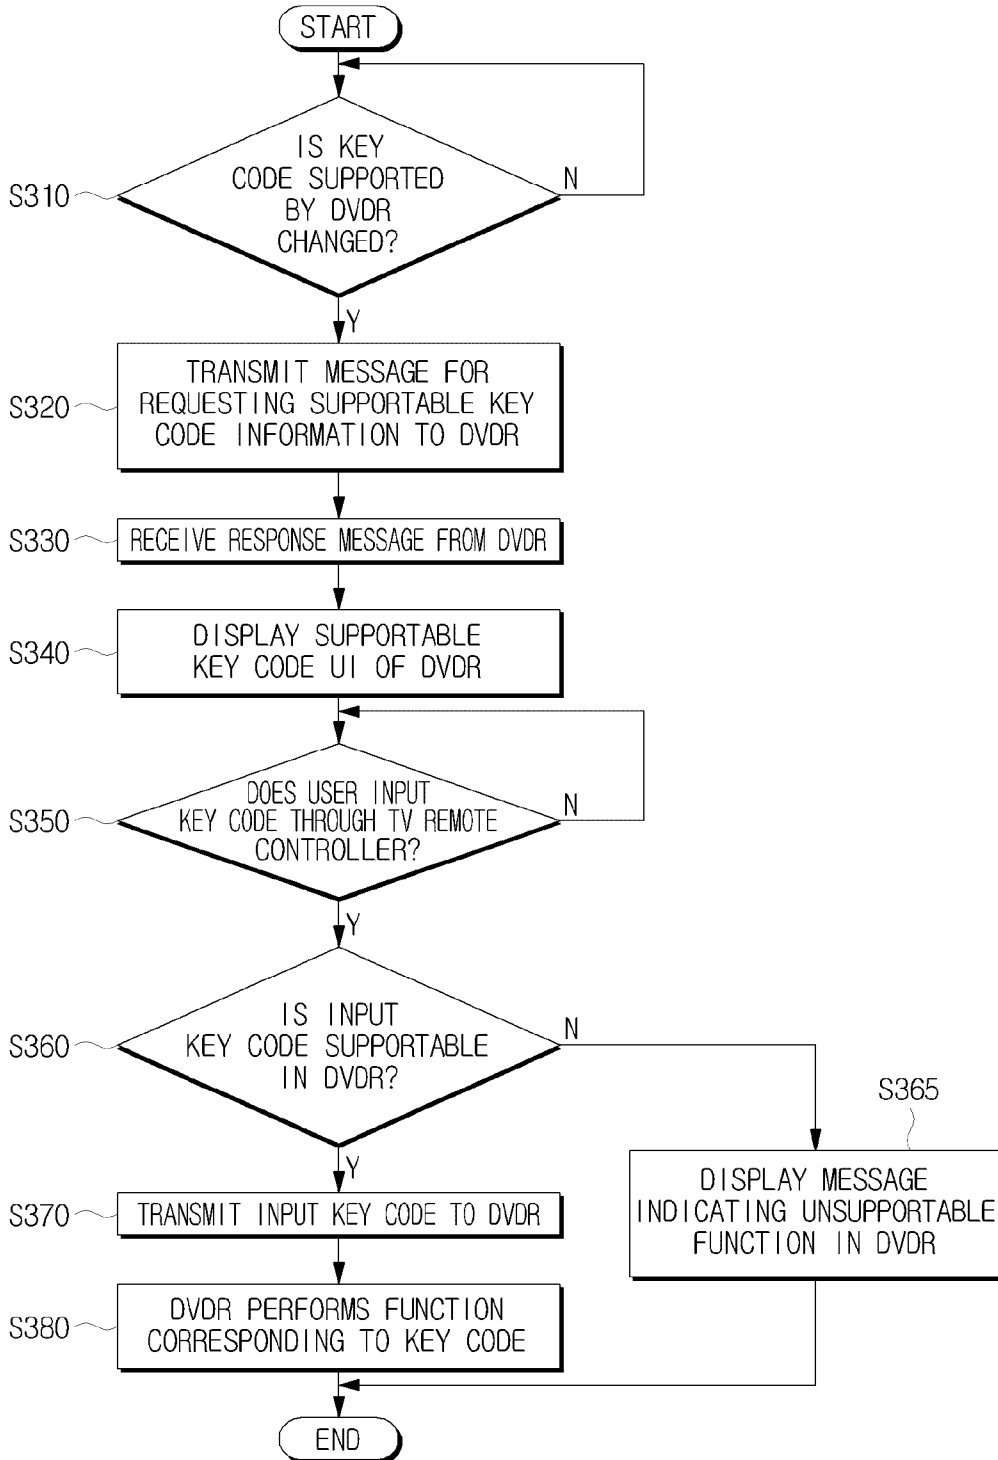 START
IS KEY
CODE SUPPORTED
BY DVDR
CHANGED?
N
S310
Y
TRANSMIT MESSAGE FOR
REQUESTING SUPPORTABLE KEY
CODE INFORMATION TO DVDR
S320
S330
RECEIVE RESPONSE MESSAGE FROM DVDR
DISPLAY SUPPORTABLE
KEY CODE UI OF DVDR
S340
DOES USER INPUT
KEY CODE THROUGH TV REMOTE
CONTROLLER?
N
S350
Y
IS INPUT
KEY CODE SUPPORTABLE
IN DVDR?
N
S360
Y
S365
DISPLAY MESSAGE
INDICATING UNSUPPORTABLE
FUNCTION IN DVDR
S370
TRANSMIT INPUT KEY CODE TO DVDR
DVDR PERFORMS FUNCTION
CORRESPONDING TO KEY CODE
S380
END